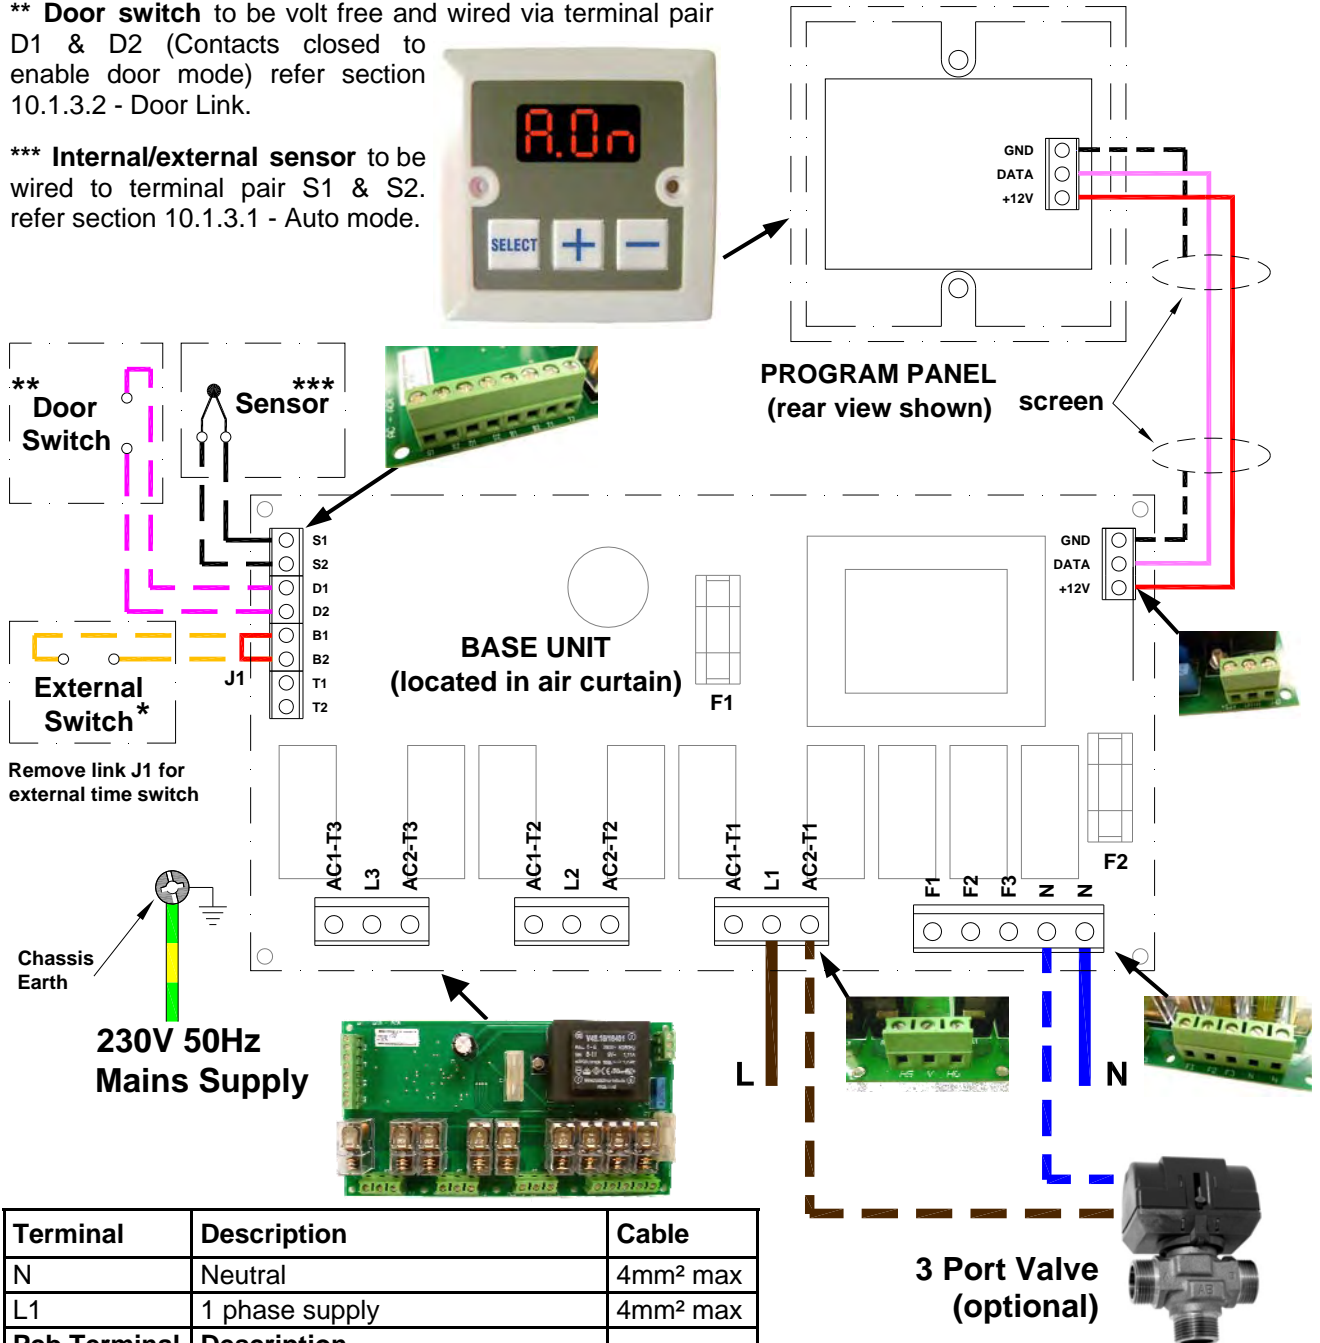 ** Door switch to be volt free and wired via terminal pair
D1 & D2 (Contacts closed to
enable door mode) refer section
10.1.3.2 - Door Link.
*** Internal/external sensor to be
wired to terminal pair S1 & S2.
refer section 10.1.3.1 - Auto mode.
A.On
SELECT
+
−
GND
DATA
+12V
PROGRAM PANEL
(rear view shown)
screen
**
Door
Switch
***
Sensor
S1
S2
D1
D2
B1
B2
T1
T2
J1
External
Switch*
Remove link J1 for
external time switch
BASE UNIT
(located in air curtain)
F1
GND
DATA
+12V
F2
AC1-T3
L3
AC2-T3
AC1-T2
L2
AC2-T2
AC1-T1
L1
AC2-T1
F1
F2
F3
N
N
Chassis
Earth
230V 50Hz
Mains Supply
L
N
3 Port Valve
(optional)
AB
Terminal Description Cable
N Neutral 4mm² max
L1 1 phase supply 4mm² max
Pcb Terminal Description